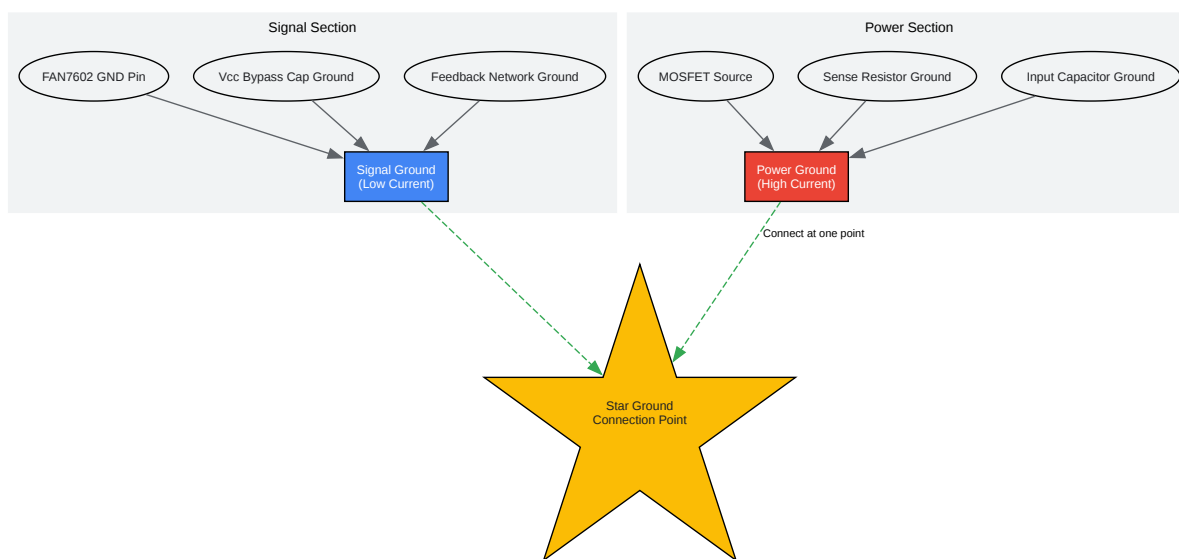 Signal Section
FAN7602 GND Pin
Vcc Bypass Cap Ground
Feedback Network Ground
Signal Ground
(Low Current)
Power Section
MOSFET Source
Sense Resistor Ground
Input Capacitor Ground
Power Ground
(High Current)
Connect at one point
Star Ground
Connection Point